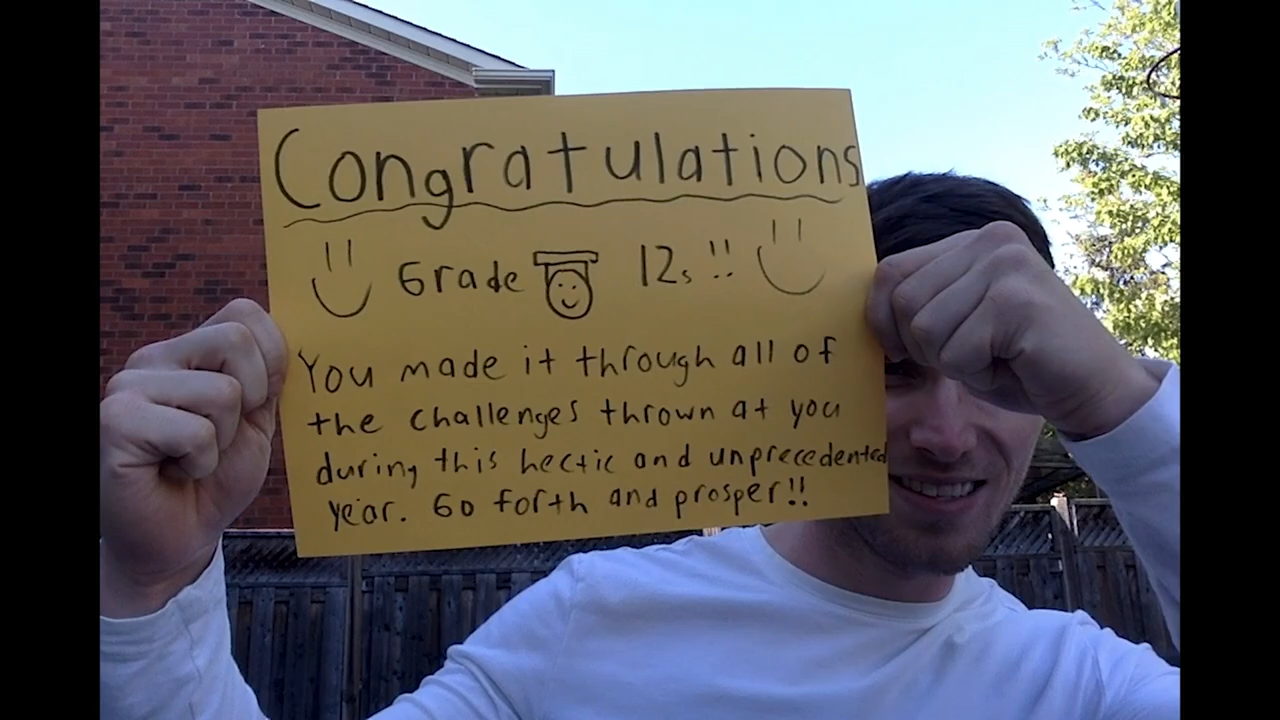 Congratulations
Grade 12s!!
You made it through all of
the challenges thrown at you
during this hectic and unprecedented
year. Go forth and prosper!!